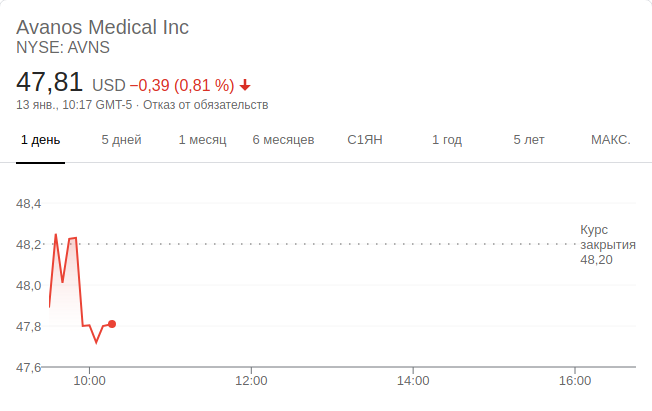 Avanos Medical Inc
NYSE: AVNS
47,81 USD −0,39 (0,81 %)
13 янв., 10:17 GMT-5 · Отказ от обязательств
1 день 5 дней 1 месяц 6 месяцев С1ЯН 1 год 5 лет МАКС.
48,4
Курс
48,2 закрытия
48,20
48,0
47,8
47,6
10:00 12:00 14:00 16:00